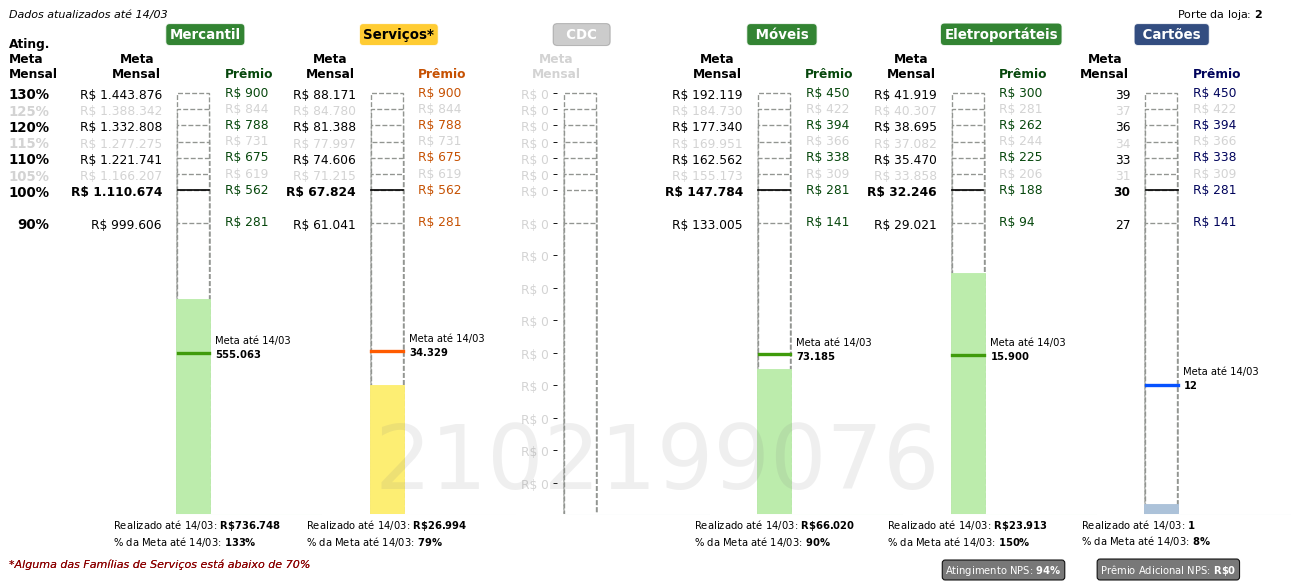 Dados atualizados até 14/03
Porte da loja: 2
Mercantil Serviços* CDC Móveis Eletroportáteis Cartões
Ating.
Meta Meta Meta Meta Meta Meta Meta
Mensal Mensal Prêmio Mensal Prêmio Mensal Mensal Prêmio Mensal Prêmio Mensal Prêmio
130% R$ 1.443.876 R$ 900 R$ 88.171 R$ 900 R$ 0 R$ 192.119 R$ 450 R$ 41.919 R$ 300 39 R$ 450
125% R$ 1.388.342 R$ 844 R$ 84.780 R$ 844 R$ 0 R$ 184.730 R$ 422 R$ 40.307 R$ 281 37 R$ 422
120% R$ 1.332.808 R$ 788 R$ 81.388 R$ 788 R$ 0 R$ 177.340 R$ 394 R$ 38.695 R$ 262 36 R$ 394
115% R$ 1.277.275 R$ 731 R$ 77.997 R$ 731 R$ 0 R$ 169.951 R$ 366 R$ 37.082 R$ 244 34 R$ 366
110% R$ 1.221.741 R$ 675 R$ 74.606 R$ 675 R$ 0 R$ 162.562 R$ 338 R$ 35.470 R$ 225 33 R$ 338
105% R$ 1.166.207 R$ 619 R$ 71.215 R$ 619 R$ 0 R$ 155.173 R$ 309 R$ 33.858 R$ 206 31 R$ 309
100% R$ 1.110.674 R$ 562 R$ 67.824 R$ 562 R$ 0 R$ 147.784 R$ 281 R$ 32.246 R$ 188 30 R$ 281
90% R$ 999.606 R$ 281 R$ 61.041 R$ 281 R$ 0 R$ 133.005 R$ 141 R$ 29.021 R$ 94 27 R$ 141
R$ 0
R$ 0
R$ 0
Meta até 14/03 Meta até 14/03 Meta até 14/03 Meta até 14/03
555.063 34.329 R$ 0 73.185 15.900
Meta até 14/03
R$ 0 12
R$ 0
R$ 0
2102199076
R$ 0
Realizado até 14/03: R$736.748 Realizado até 14/03: R$26.994 Realizado até 14/03: R$66.020 Realizado até 14/03: R$23.913 Realizado até 14/03: 1
% da Meta até 14/03: 133% % da Meta até 14/03: 79% % da Meta até 14/03: 90% % da Meta até 14/03: 150% % da Meta até 14/03: 8%
*Alguma das Famílias de Serviços está abaixo de 70%
Atingimento NPS: 94% Prêmio Adicional NPS: R$0